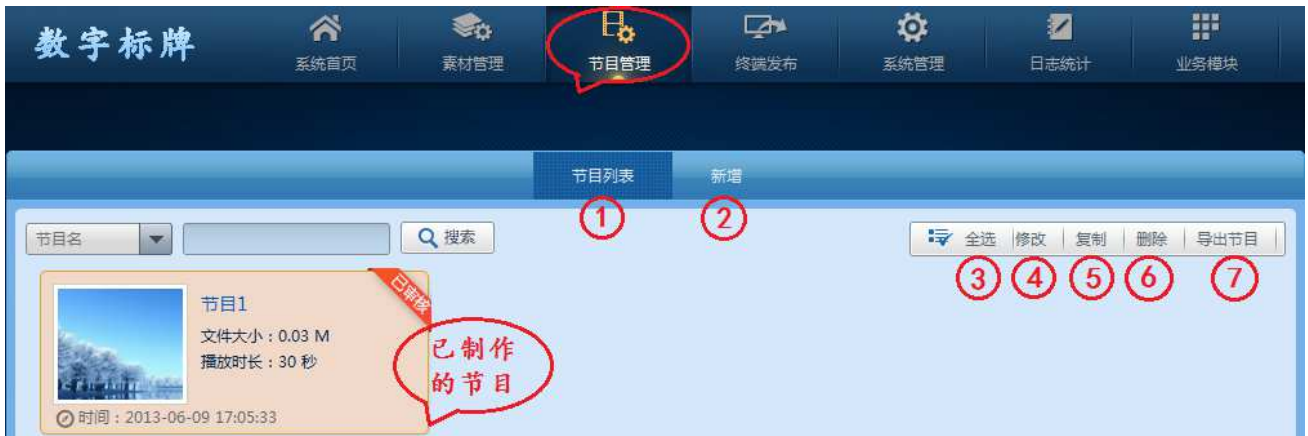 数字标牌
系统首页 素材管理 节目管理 终端发布 系统管理 日志统计 业务模块
节目列表 新增
① ②
节目名 搜索 全选 修改 复制 删除 导出节目
③ ④ ⑤ ⑥ ⑦
已审核
节目1
文件大小：0.03 M
播放时长：30 秒
已制作
的节目
时间：2013-06-09 17:05:33